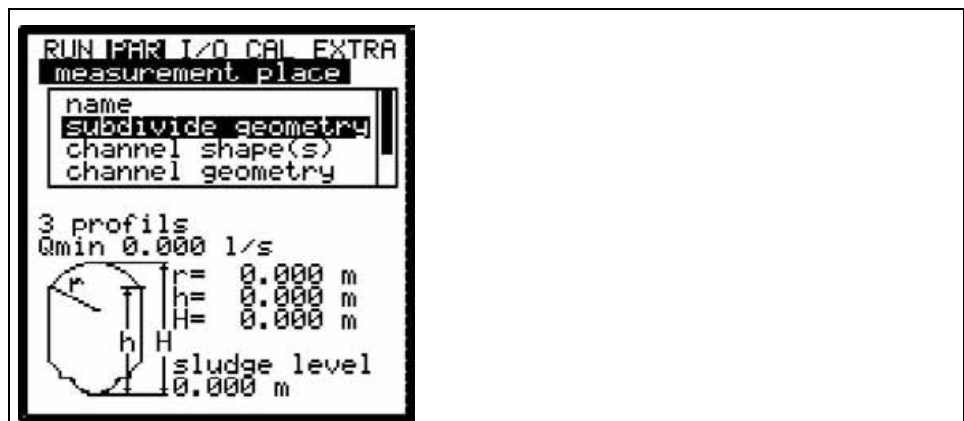 RUN PAR I/O CAL EXTRA
measurement place
name
subdivide geometry
channel shape(s)
channel geometry
3 profils
Qmin 0.000 l/s
r= 0.000 m
h= 0.000 m
H= 0.000 m
r
h H
sludge level
0.000 m